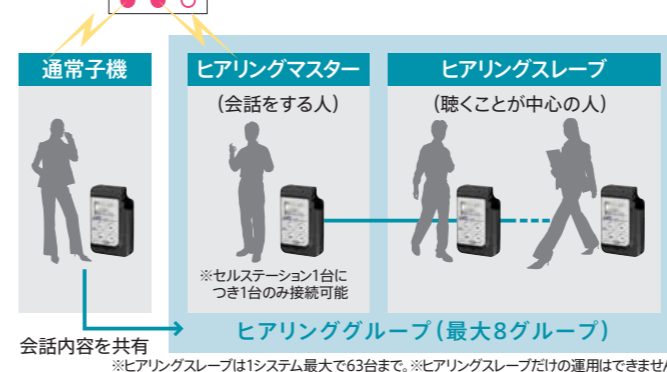 通常子機
ヒアリングマスター
ヒアリングスレーブ
(会話をする人)
(聴くことが中心の人)
※セルステーション1台に
つき1台のみ接続可能
ヒアリンググループ(最大8グループ)
会話内容を共有
※ヒアリングスレーブは1システム最大で63台まで。※ヒアリングスレーブだけの運用はできません